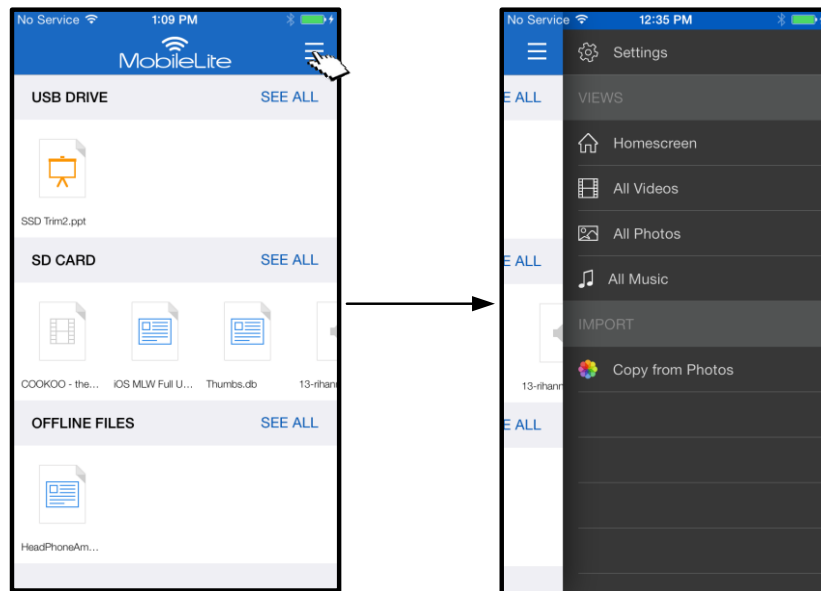 No Service 1:09 PM
MobileLite
USB DRIVE SEE ALL
SSD Trim2.ppt
SD CARD SEE ALL
COOKOO - the... iOS MLW Full U... Thumbs.db 13-rihann
OFFLINE FILES SEE ALL
HeadPhoneAm...
No Service 12:35 PM
Settings
E ALL VIEWS
Homescreen
All Videos
All Photos
E ALL
All Music
IMPORT
Copy from Photos
13-rihann
E ALL